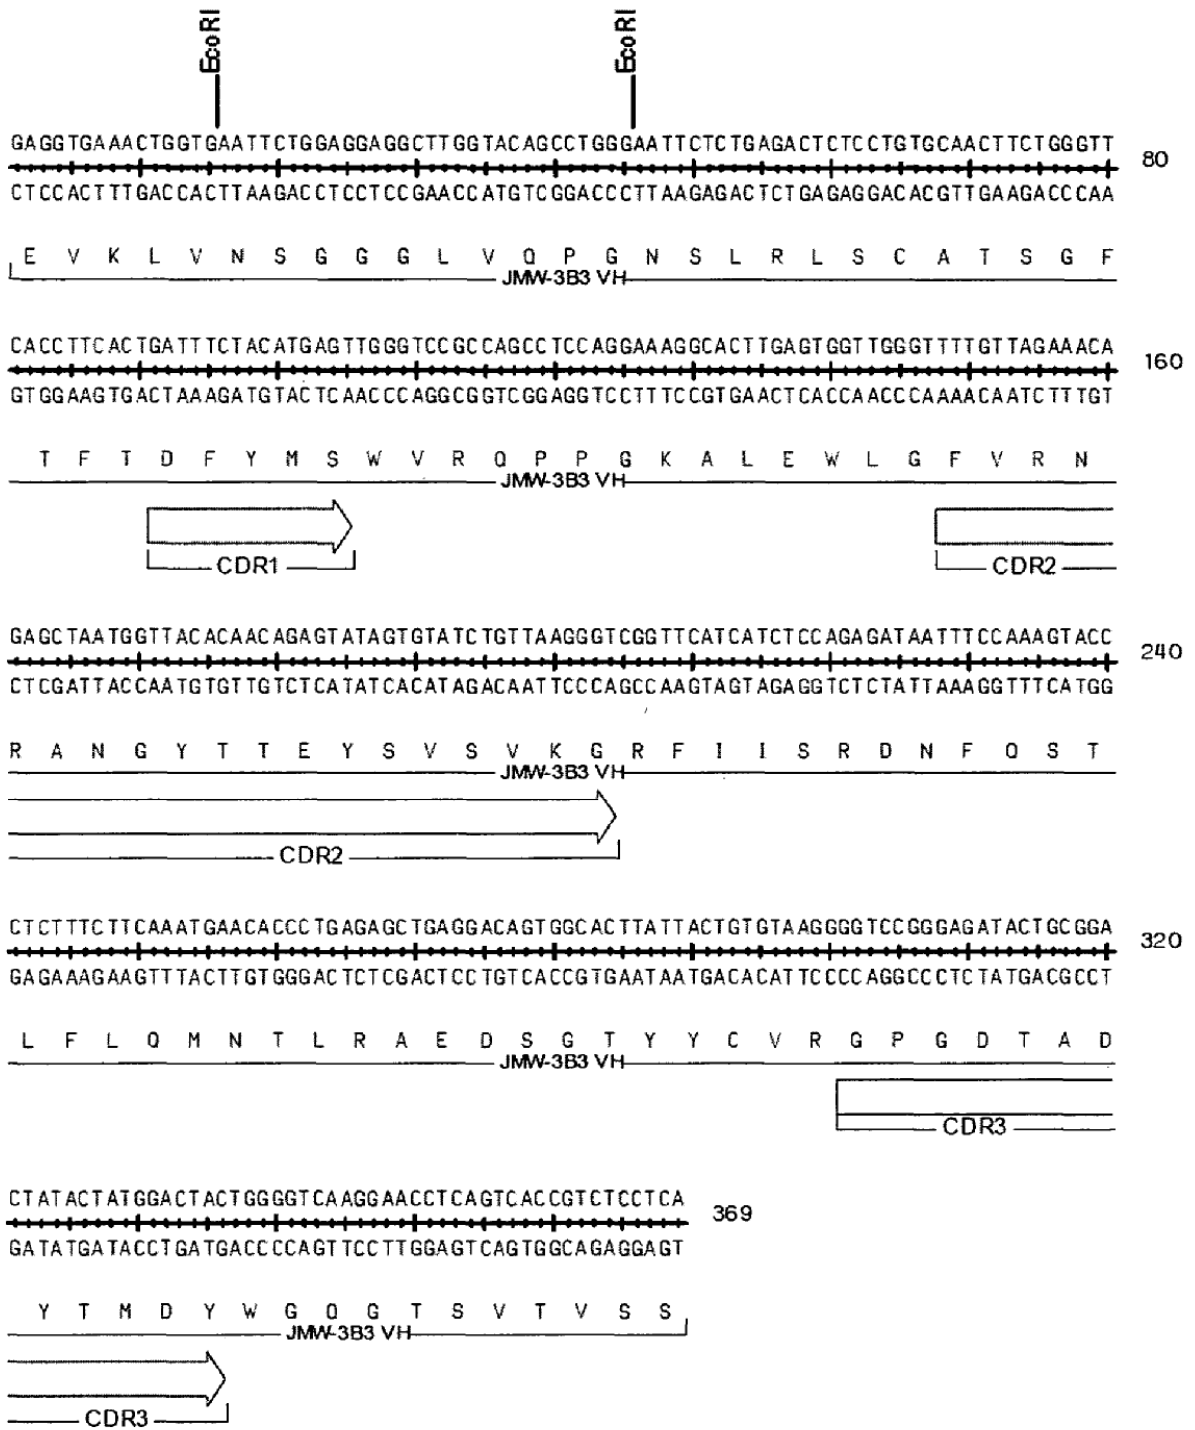 EcoRI EcoRI
GAGGTGAAACTGGTGAATTCTGGAGGAGGCTTGGTACAGCCTGGGAATTCTCTGAGACTCTCCTGTGCAACTTCTGGGTT
80
CTCCACTTTGACCACTTAAGACCTCCTCCGAACCATGTCGGACCCTTAAGAGACTCTGAGAGGACACGTTGAAGACCCAA
E V K L V N S G G G L V Q P G N S L R L S C A T S G F
JMW-3B3 VH
CACCTTCACTGATTTCTACATGAGTTGGGTCCGCCAGCCTCCAGGAAAGGCACTTGAGTGGTTGGGTTTTGTTAGAAACA
160
GTGGAAGTGACTAAAGATGTACTCAACCCAGGCGGTCGGAGGTCCTTTCCGTGAACTCACCAACCCAAAACAATCTTTGT
T F T D F Y M S W V R Q P P G K A L E W L G F V R N
JMW-3B3 VH
CDR1 CDR2
GAGCTAATGGTTACACAACAGAGTATAGTGTATCTGTTAAGGGTCGGTTCATCATCTCCAGAGATAATTTCCAAAGTACC
240
CTCGATTACCAATGTGTTGTCTCATATCACATAGACAATTCCCAGCCAAGTAGTAGAGGTCTCTATTAAAGGTTTCATGG
R A N G Y T T E Y S V S V K G R F I I S R D N F Q S T
JMW-3B3 VH
CDR2
CTCTTTCTTCAAATGAACACCCTGAGAGCTGAGGACAGTGGCACTTATTACTGTGTAAGGGGTCCGGGAGATACTGCGGA
320
GAGAAAGAAGTTTACTTGTGGGACTCTCGACTCCTGTCACCGTGAATAATGACACATTCCCCAGGCCCTCTATGACGCCT
L F L Q M N T L R A E D S G T Y Y C V R G P G D T A D
JMW-3B3 VH
CDR3
CTATACTATGGACTACTGGGGTCAAGGAACCTCAGTCACCGTCTCCTCA
369
GATATGATACCTGATGACCCCAGTTCCTTGGAGTCAGTGGCAGAGGAGT
Y T M D Y W G Q G T S V T V S S
JMW-3B3 VH
CDR3